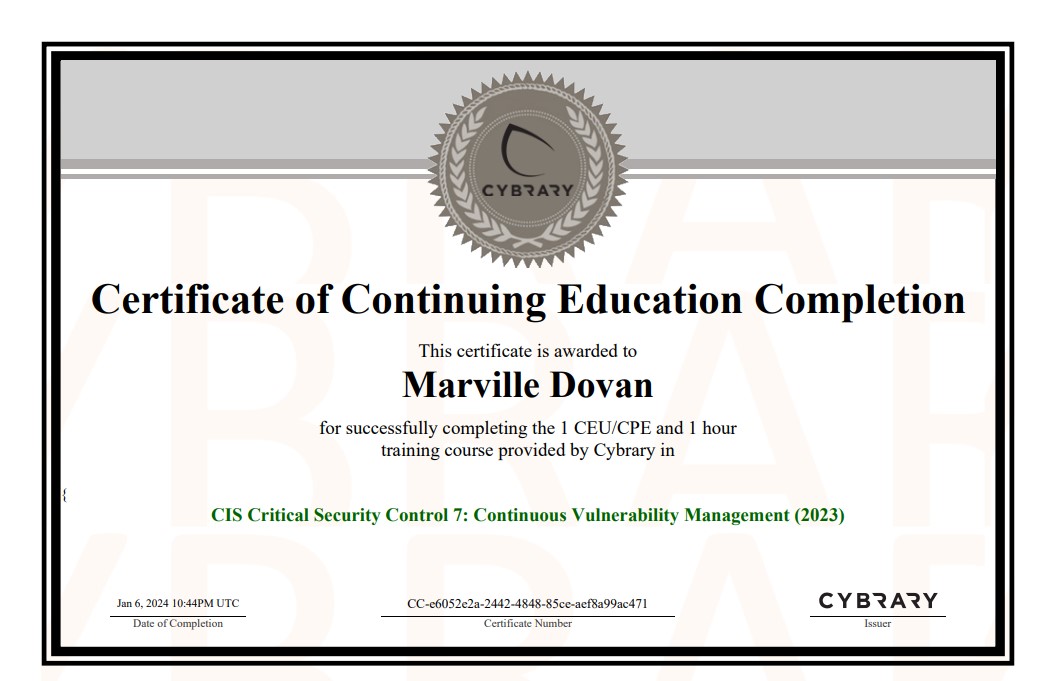 CYBRARY
Certificate of Continuing Education Completion
This certificate is awarded to
Marville Dovan
for successfully completing the 1 CEU/CPE and 1 hour
training course provided by Cybrary in
{
CIS Critical Security Control 7: Continuous Vulnerability Management (2023)
Jan 6, 2024 10:44PM UTC
CC-e6052e2a-2442-4848-85ce-aef8a99ac471
CYBRARY
Date of Completion
Certificate Number
Issuer